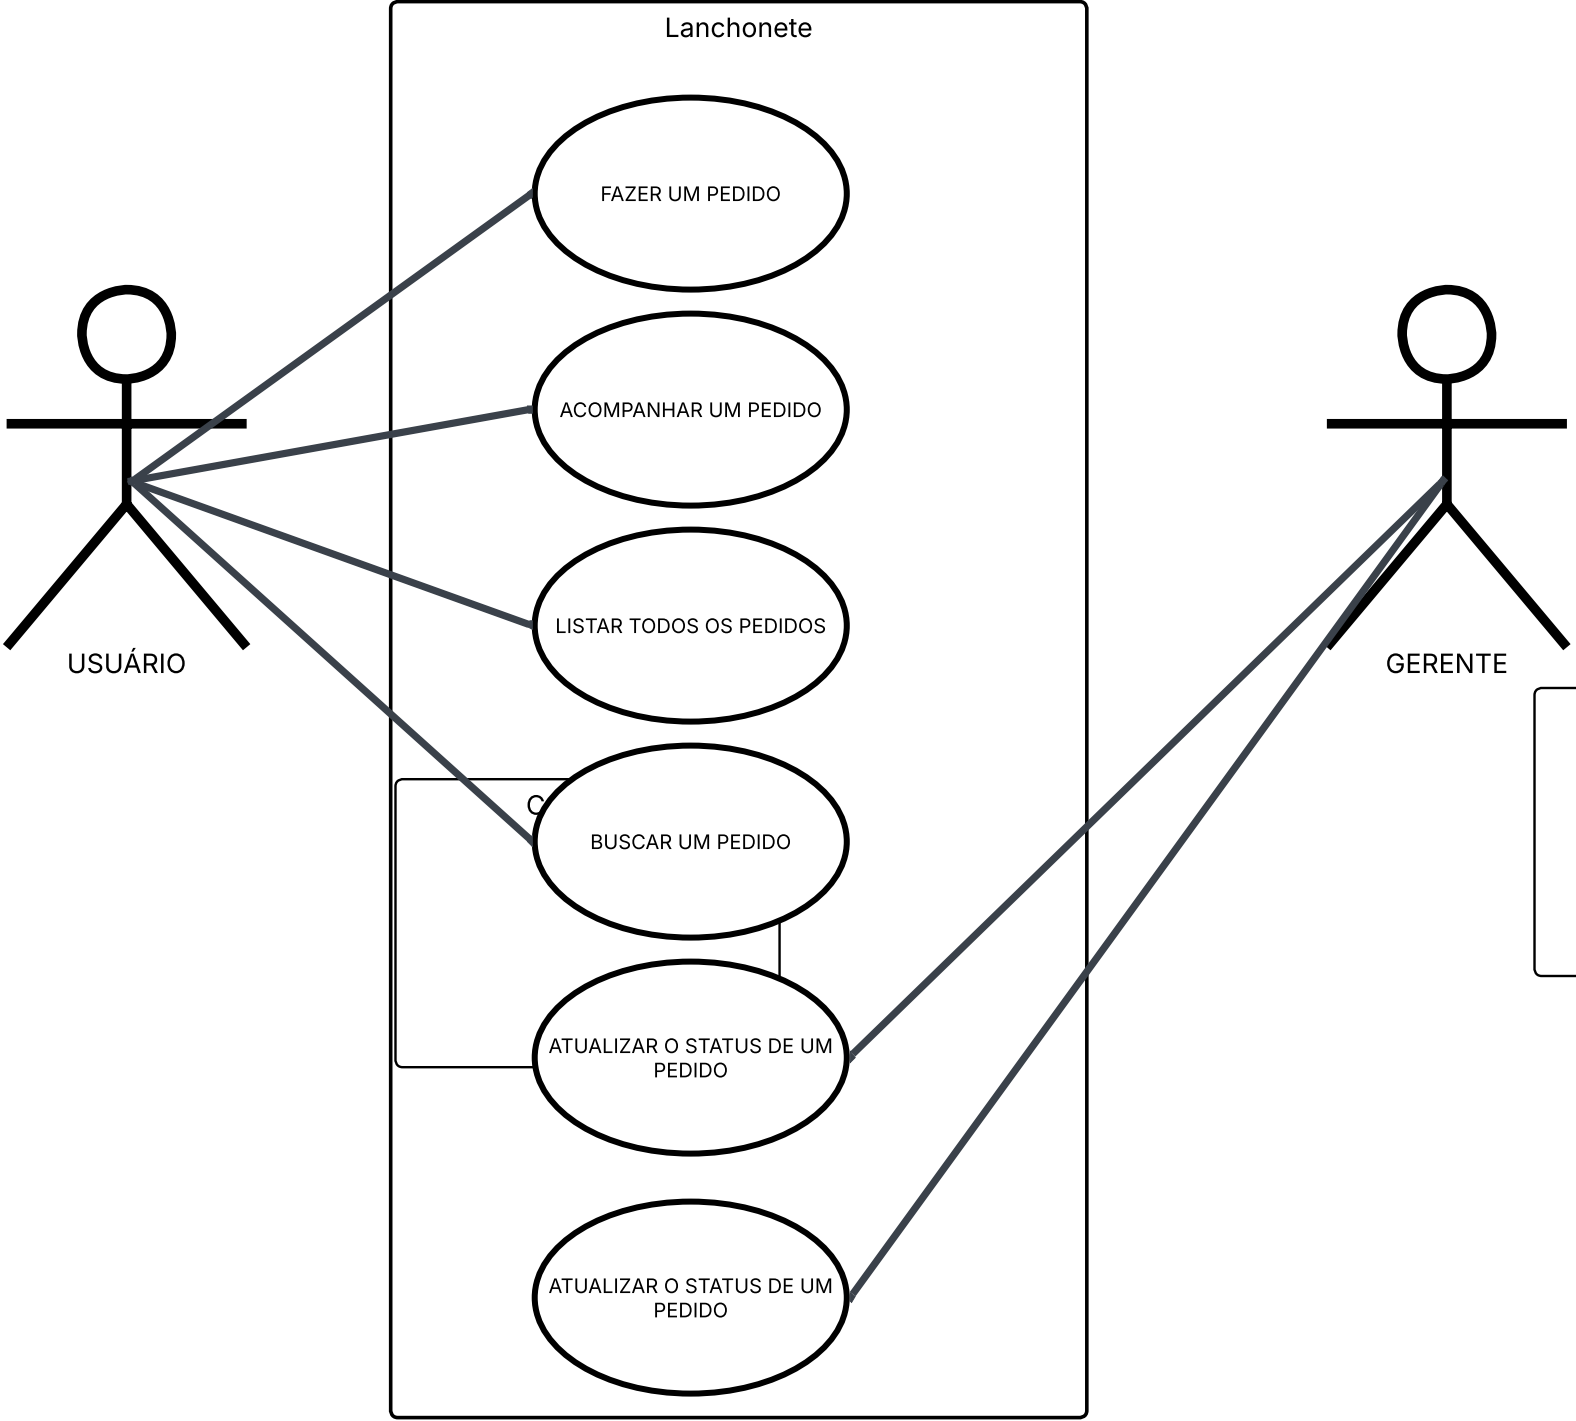 Lanchonete
FAZER UM PEDIDO
ACOMPANHAR UM PEDIDO
LISTAR TODOS OS PEDIDOS
USUÁRIO
GERENTE
BUSCAR UM PEDIDO
ATUALIZAR O STATUS DE UM
PEDIDO
ATUALIZAR O STATUS DE UM
PEDIDO